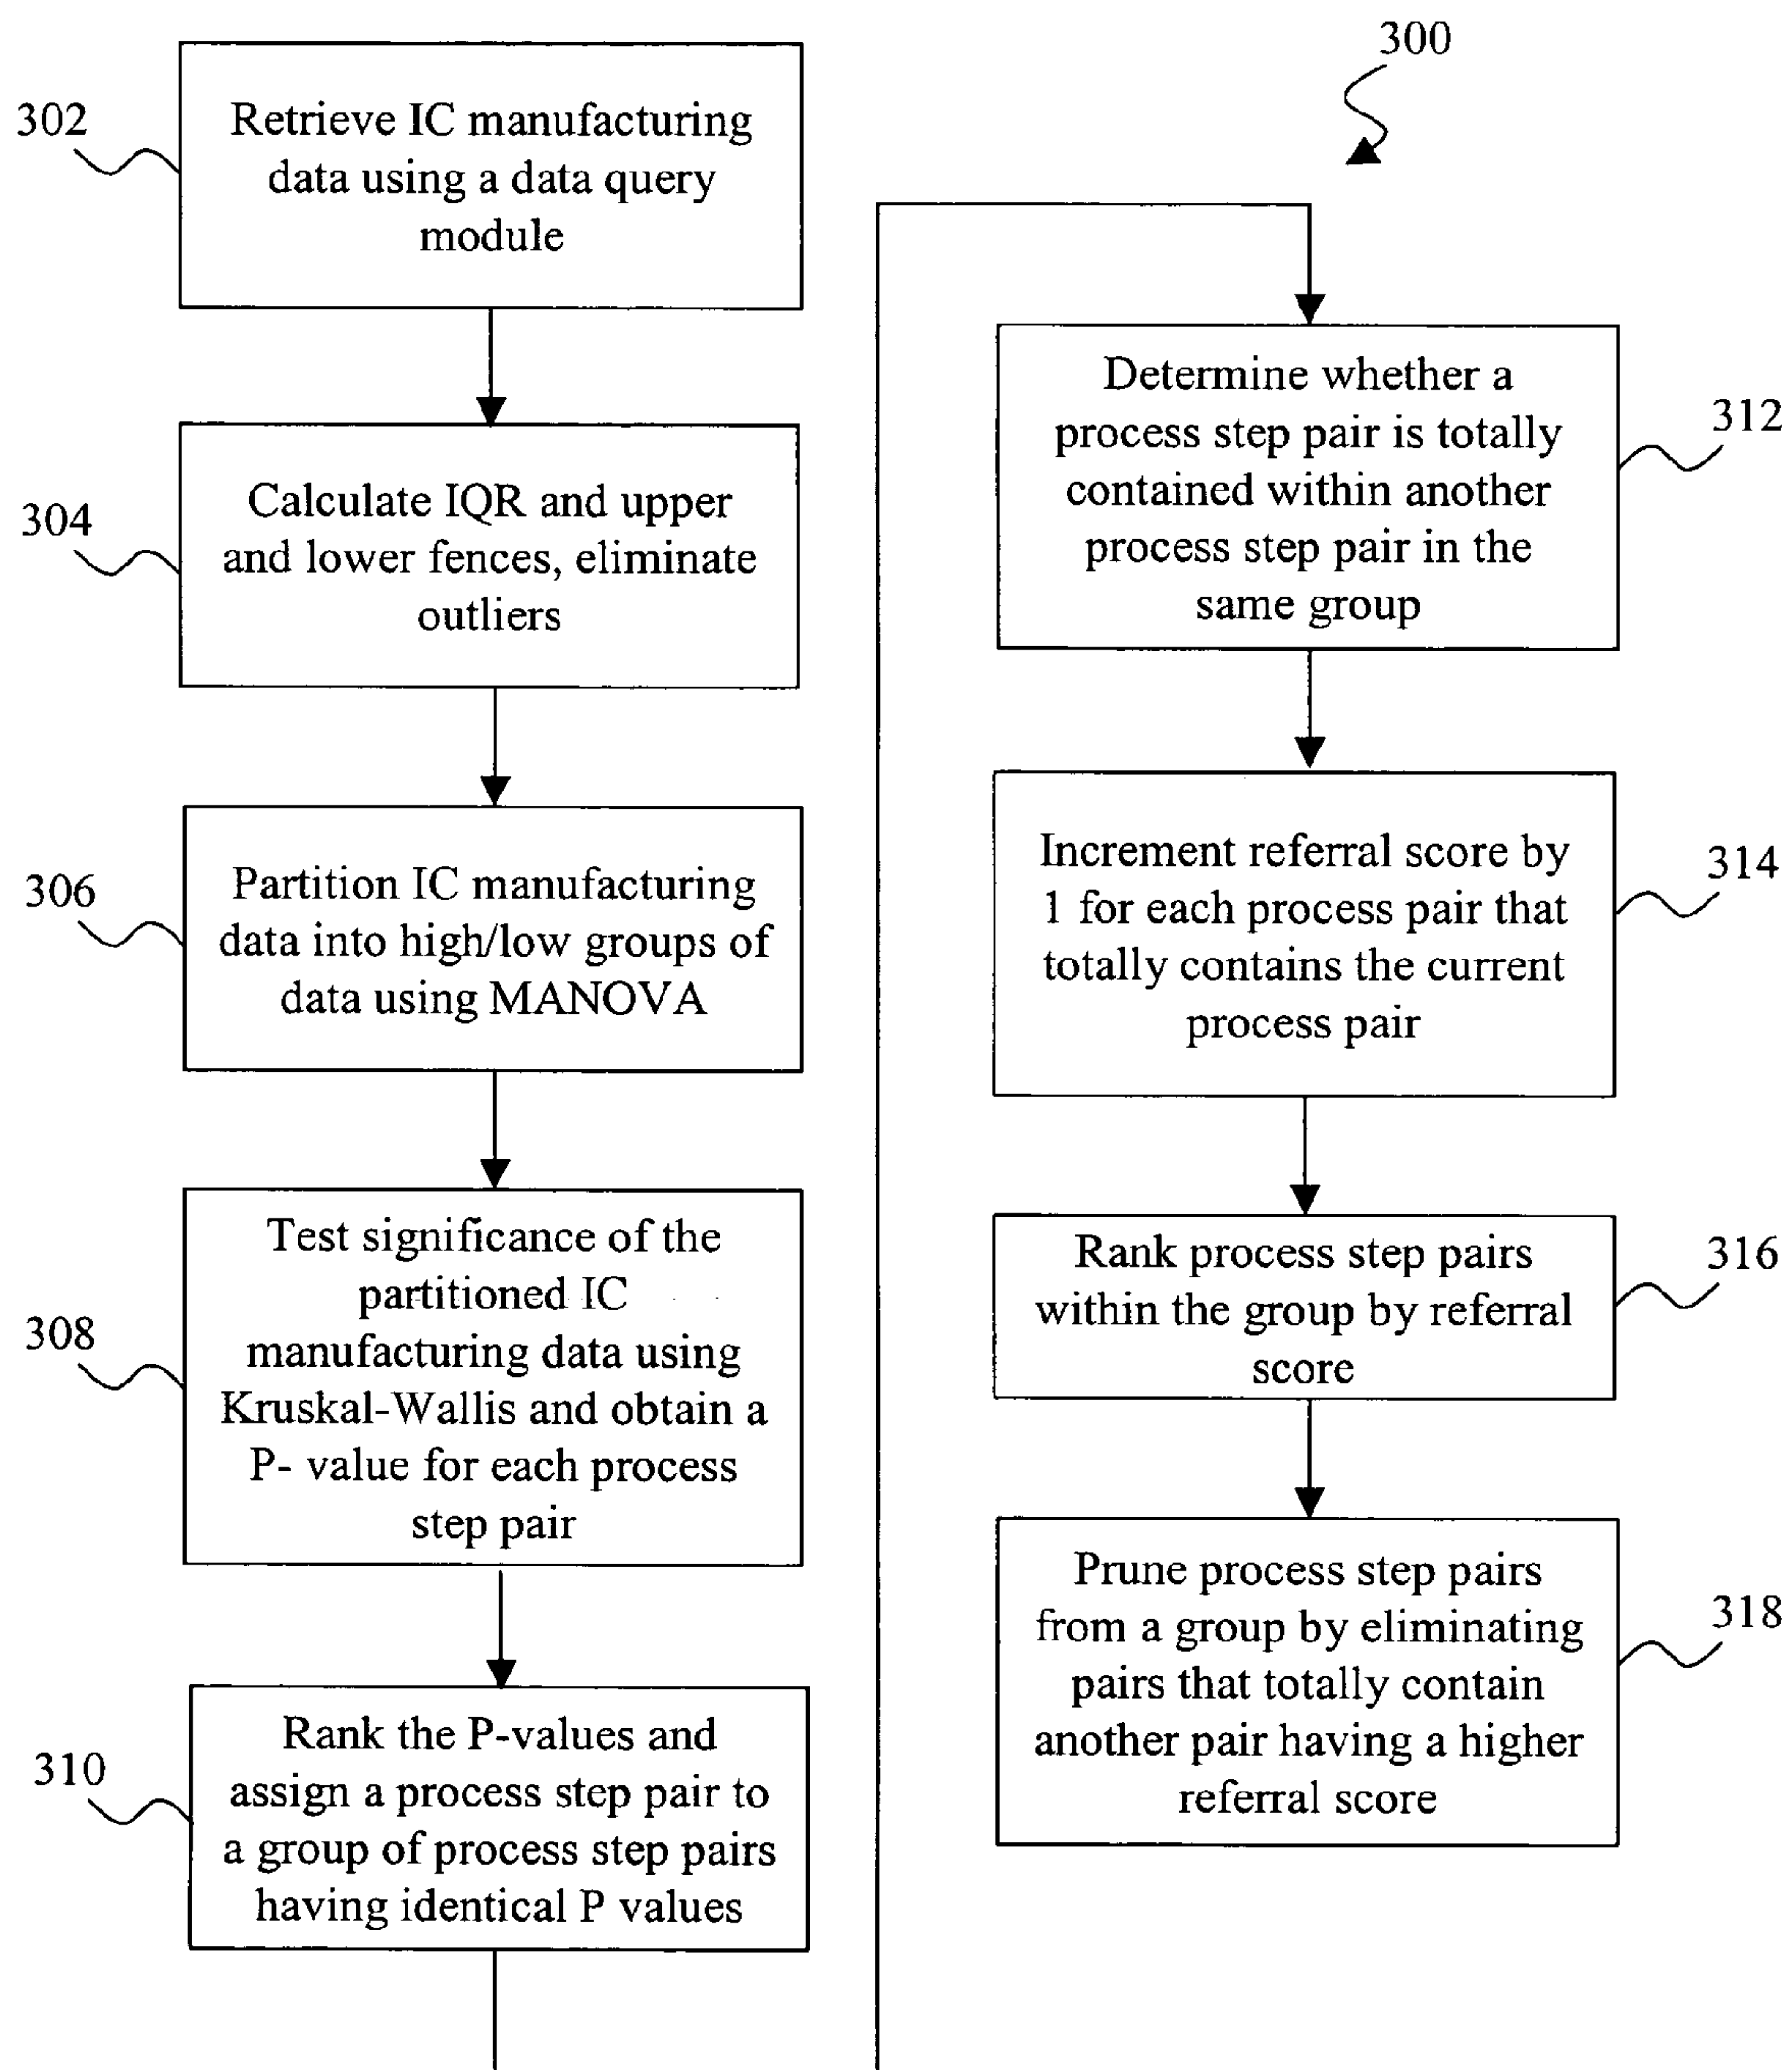 302
Retrieve IC manufacturing
data using a data query
module
304
Calculate IQR and upper
and lower fences, eliminate
outliers
306
Partition IC manufacturing
data into high/low groups of
data using MANOVA
308
Test significance of the
partitioned IC
manufacturing data using
Kruskal-Wallis and obtain a
P- value for each process
step pair
310
Rank the P-values and
assign a process step pair to
a group of process step pairs
having identical P values
300
Determine whether a
process step pair is totally
contained within another
process step pair in the
same group
312
Increment referral score by
1 for each process pair that
totally contains the current
process pair
314
Rank process step pairs
within the group by referral
score
316
Prune process step pairs
from a group by eliminating
pairs that totally contain
another pair having a higher
referral score
318